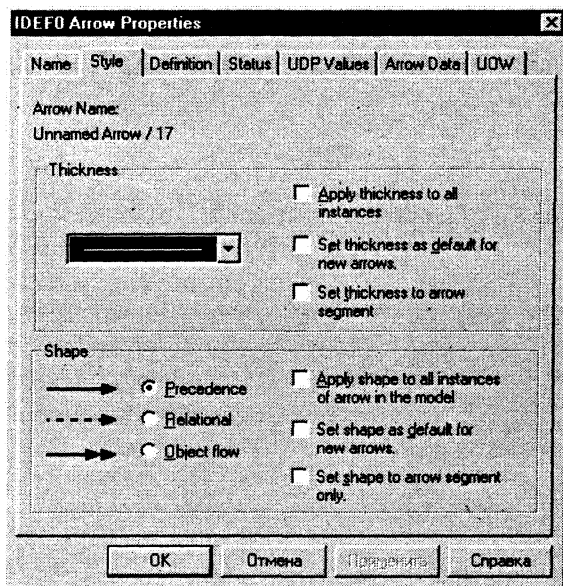 IDEF0 Arrow Properties
Name Style Definition Status UDP Values Arrow Data UOW
Arrow Name:
Unnamed Arrow / 17
Thickness
Apply thickness to all
instances
Set thickness as default for
new arrows.
Set thickness to arrow
segment
Shape
Precedence
Relational
Object flow
Apply shape to all instances
of arrow in the model
Set shape as default for
new arrows.
Set shape to arrow segment
only.
OK Отмена Применить Справка